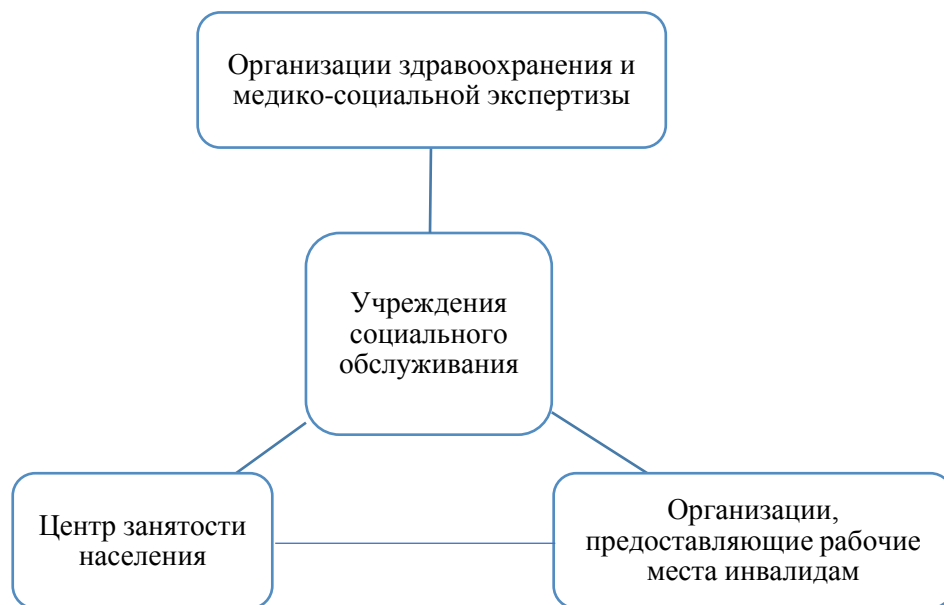 Организации здравоохранения и
медико-социальной экспертизы
Учреждения
социального
обслуживания
Центр занятости
населения
Организации,
предоставляющие рабочие
места инвалидам